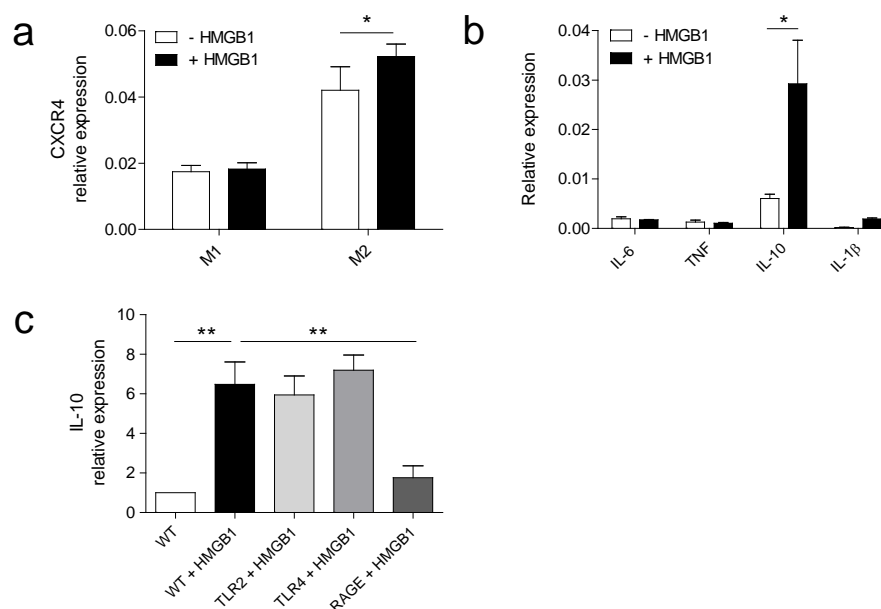 a
CXCR4
relative expression
0.06
0.04
0.02
0.00
- HMGB1
+ HMGB1
*
M1
M2
b
Relative expression
0.04
0.03
0.02
0.01
0.00
- HMGB1
+ HMGB1
*
IL-6
TNF
IL-10
IL-1β
c
IL-10
relative expression
10
8
6
4
2
0
**
**
WT
WT + HMGB1
TLR2 + HMGB1
TLR4 + HMGB1
RAGE + HMGB1